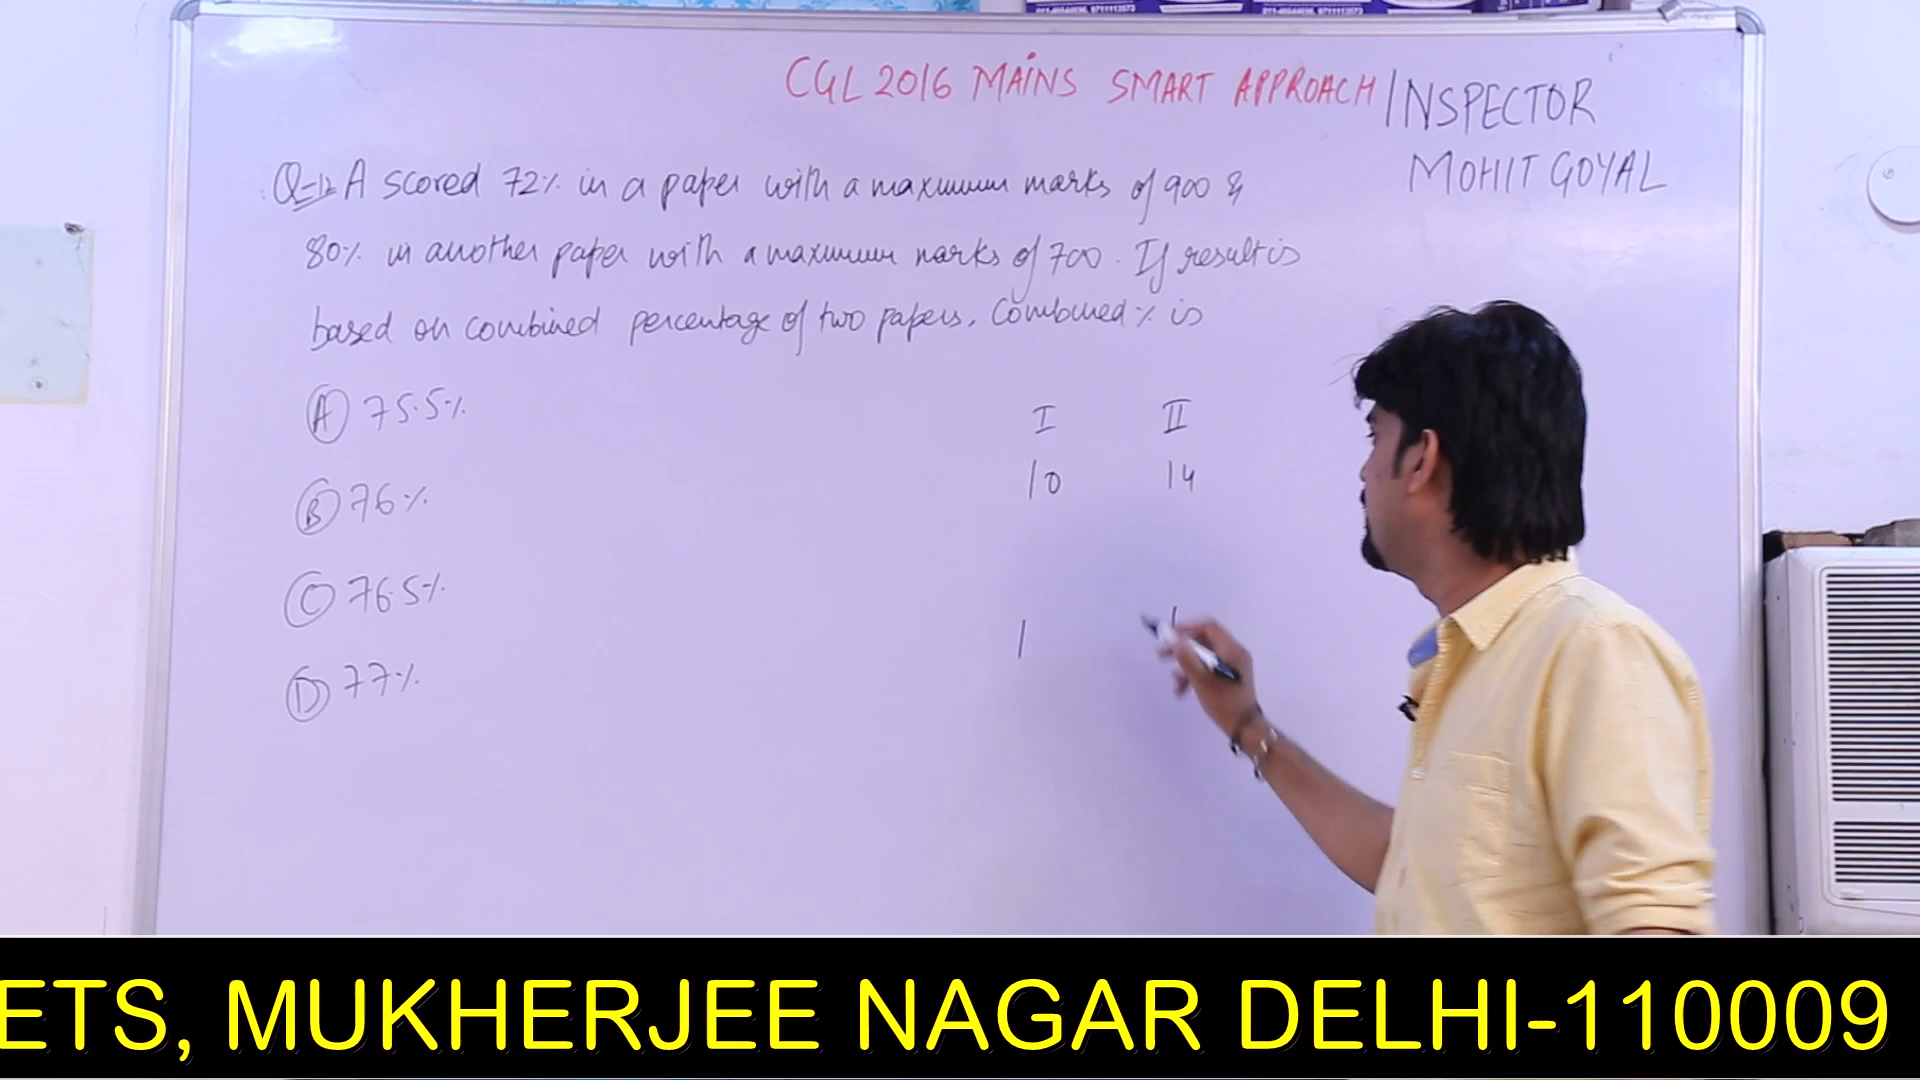 CGL 2016 MAINS SMART APPROACH / INSPECTOR
MOHIT GOYAL
Q=12 A scored 72% in a paper with a maximum marks of 900 &
80% in another paper with a maximum marks of 700. If result is
based on combined percentage of two papers, Combined % is
(A) 75.5%
(B) 76%
(C) 76.5%
(D) 77%
I II
10 14
1 1
ETS, MUKHERJEE NAGAR DELHI-110009